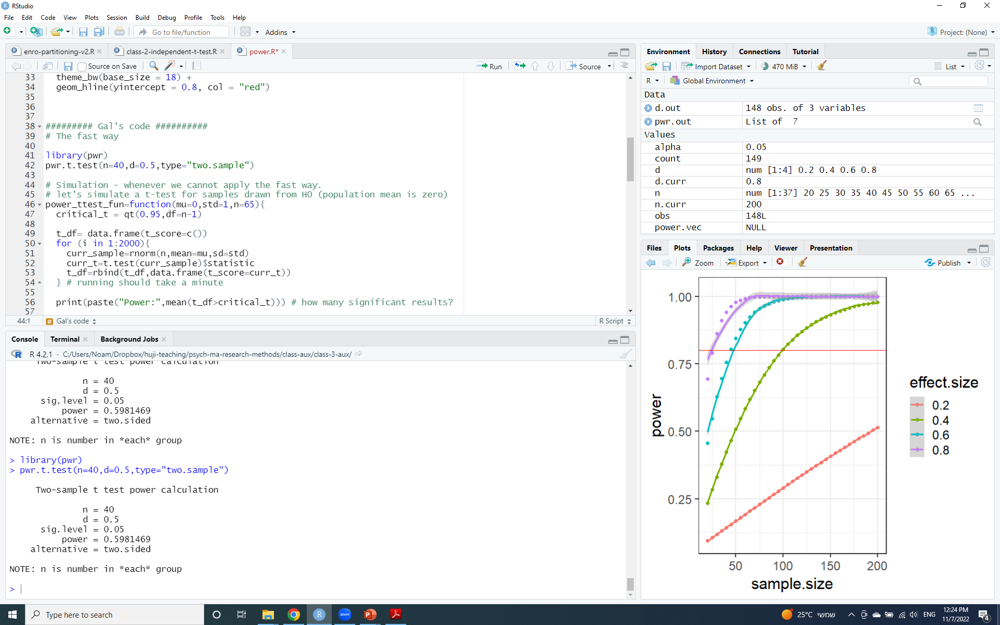 RStudio
File Edit Code View Plots Session Build Debug Profile Tools Help
Go to file/function Addins Project: (None)
enro-partitioning-v2.R class-2-independent-t-test.R power.R*
Source on Save Run Source
33 theme_bw(base_size = 18) +
34 geom_hline(yintercept = 0.8, col = "red")
35
36
37
38 ######### Gal's code ##########
39 # The fast way
40
41 library(pwr)
42 pwr.t.test(n=40,d=0.5,type="two.sample")
43
44 # Simulation - whenever we cannot apply the fast way.
45 # let's simulate a t-test for samples drawn from H0 (population mean is zero)
46 power_ttest_fun=function(mu=0,std=1,n=65){
47 critical_t = qt(0.95,df=n-1)
48
49 t_df= data.frame(t_score=c())
50 for (i in 1:2000){
51 curr_sample=rnorm(n,mean=mu,sd=std)
52 curr_t=t.test(curr_sample)$statistic
53 t_df=rbind(t_df,data.frame(t_score=curr_t))
54 } # running should take a minute
55
56 print(paste("Power:",mean(t_df>critical_t))) # how many significant results?
57
44:1 # Gal's code R Script
Console Terminal Background Jobs
R 4.2.1 · C:/Users/Noam/Dropbox/huji-teaching/psych-ma-research-methods/class-aux/class-3-aux/
Two-sample t test power calculation
n = 40
d = 0.5
sig.level = 0.05
power = 0.5981469
alternative = two.sided
NOTE: n is number in *each* group
> library(pwr)
> pwr.t.test(n=40,d=0.5,type="two.sample")
Two-sample t test power calculation
n = 40
d = 0.5
sig.level = 0.05
power = 0.5981469
alternative = two.sided
NOTE: n is number in *each* group
>
Environment History Connections Tutorial
Import Dataset 470 MiB List
R Global Environment
Data
d.out 148 obs. of 3 variables
pwr.out List of 7
Values
alpha 0.05
count 149
d num [1:4] 0.2 0.4 0.6 0.8
d.curr 0.8
n num [1:37] 20 25 30 35 40 45 50 55 60 65 ...
n.curr 200
obs 148L
power.vec NULL
Files Plots Packages Help Viewer Presentation
Zoom Export Publish
1.00
0.75
0.50
0.25
power
50 100 150 200
sample.size
effect.size
0.2
0.4
0.6
0.8
Type here to search
zoom
25°C שמשי
ENG
12:24 PM
11/7/2022
4